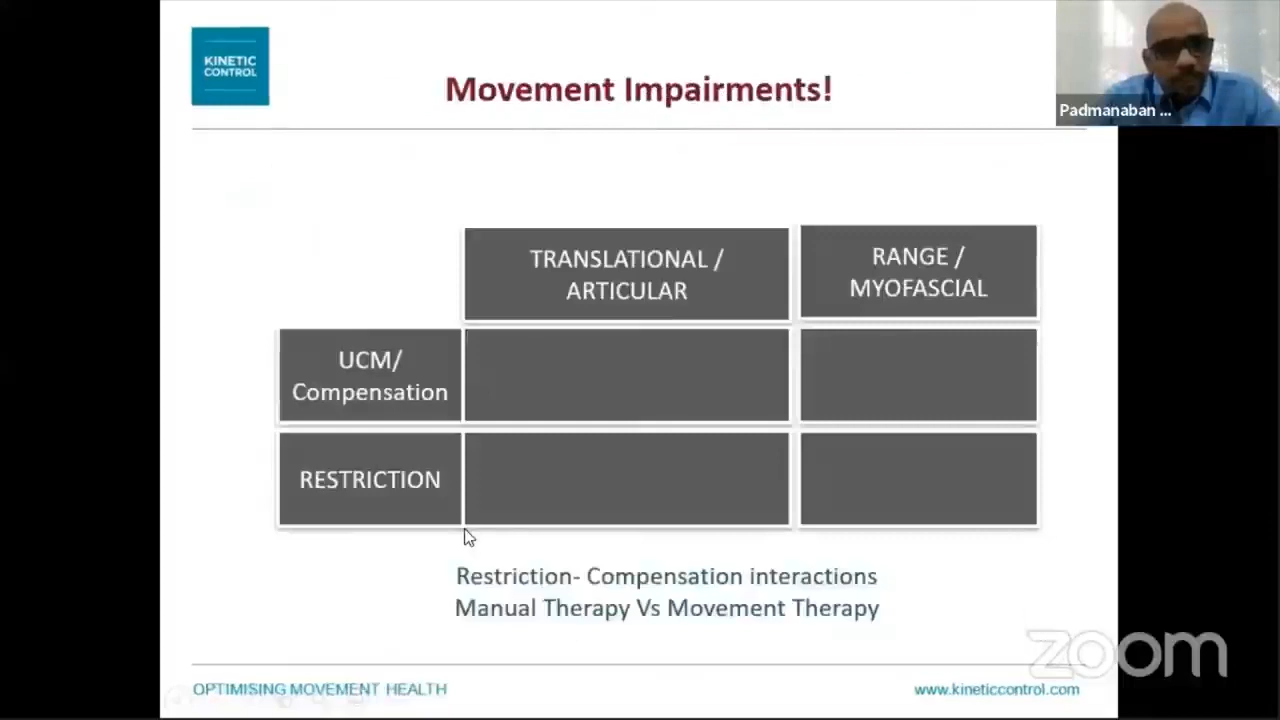 KINETIC
CONTROL
Movement Impairments!
Padmanaban ...
TRANSLATIONAL /
ARTICULAR
RANGE /
MYOFASCIAL
UCM/
Compensation
RESTRICTION
Restriction- Compensation interactions
Manual Therapy Vs Movement Therapy
zoom
OPTIMISING MOVEMENT HEALTH
www.kineticcontrol.com